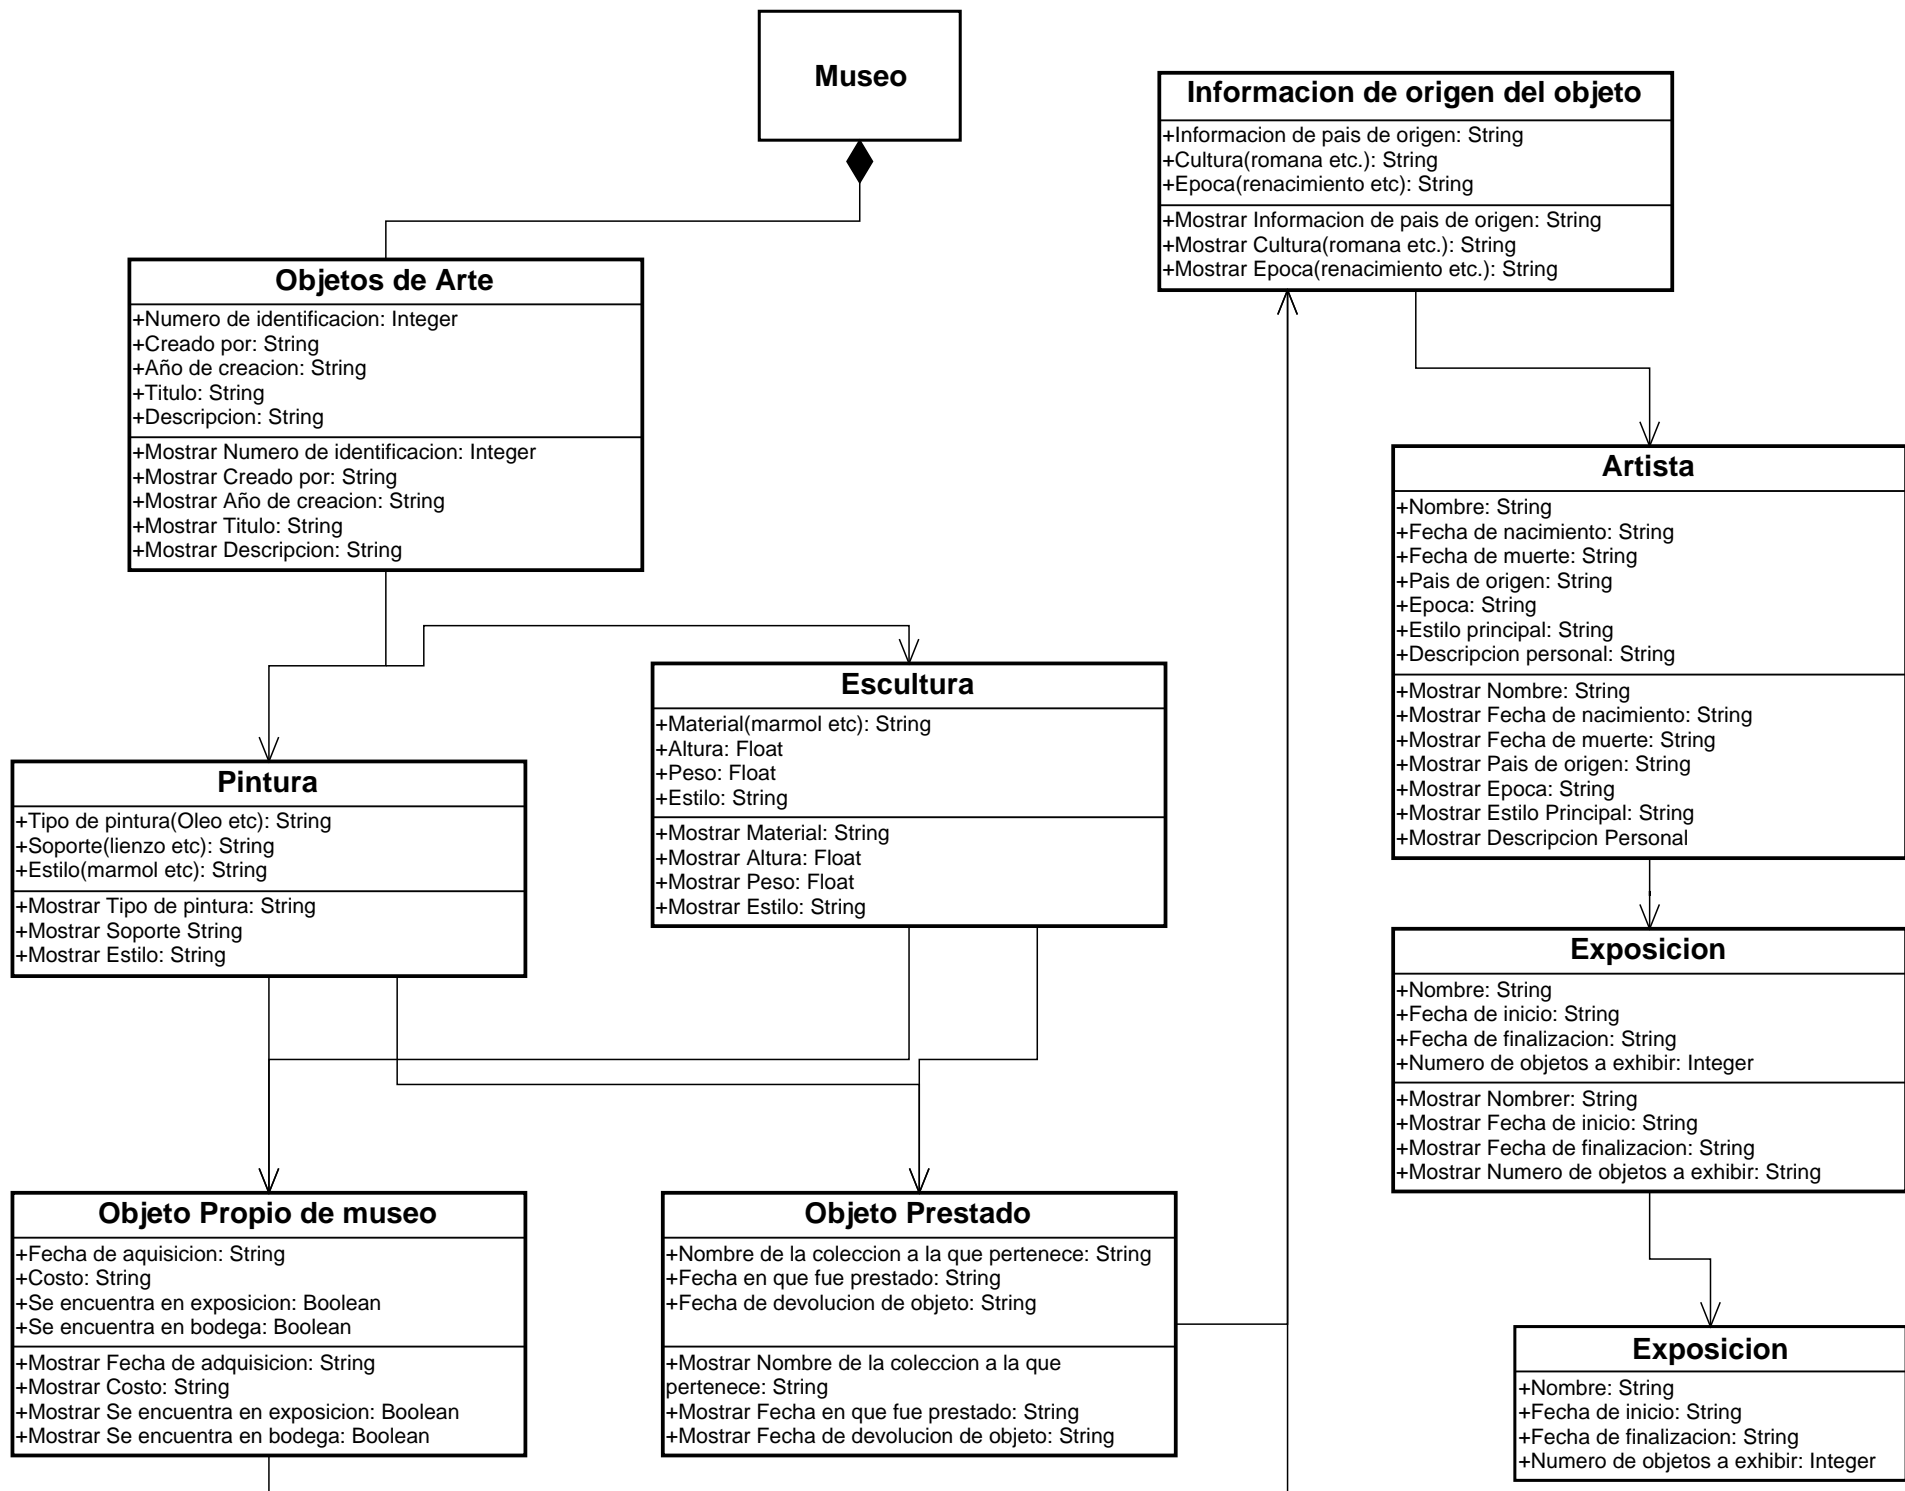 Museo
Informacion de origen del objeto
+Informacion de pais de origen: String
+Cultura(romana etc.): String
+Epoca(renacimiento etc): String
+Mostrar Informacion de pais de origen: String
+Mostrar Cultura(romana etc.): String
+Mostrar Epoca(renacimiento etc.): String
Objetos de Arte
+Numero de identificacion: Integer
+Creado por: String
+Año de creacion: String
+Titulo: String
+Descripcion: String
+Mostrar Numero de identificacion: Integer
+Mostrar Creado por: String
+Mostrar Año de creacion: String
+Mostrar Titulo: String
+Mostrar Descripcion: String
Artista
+Nombre: String
+Fecha de nacimiento: String
+Fecha de muerte: String
+Pais de origen: String
+Epoca: String
+Estilo principal: String
+Descripcion personal: String
+Mostrar Nombre: String
+Mostrar Fecha de nacimiento: String
+Mostrar Fecha de muerte: String
+Mostrar Pais de origen: String
+Mostrar Epoca: String
+Mostrar Estilo Principal: String
+Mostrar Descripcion Personal
Escultura
+Material(marmol etc): String
+Altura: Float
+Peso: Float
+Estilo: String
+Mostrar Material: String
+Mostrar Altura: Float
+Mostrar Peso: Float
+Mostrar Estilo: String
Pintura
+Tipo de pintura(Oleo etc): String
+Soporte(lienzo etc): String
+Estilo(marmol etc): String
+Mostrar Tipo de pintura: String
+Mostrar Soporte String
+Mostrar Estilo: String
Exposicion
+Nombre: String
+Fecha de inicio: String
+Fecha de finalizacion: String
+Numero de objetos a exhibir: Integer
+Mostrar Nombrer: String
+Mostrar Fecha de inicio: String
+Mostrar Fecha de finalizacion: String
+Mostrar Numero de objetos a exhibir: String
Objeto Propio de museo
+Fecha de aquisicion: String
+Costo: String
+Se encuentra en exposicion: Boolean
+Se encuentra en bodega: Boolean
+Mostrar Fecha de adquisicion: String
+Mostrar Costo: String
+Mostrar Se encuentra en exposicion: Boolean
+Mostrar Se encuentra en bodega: Boolean
Objeto Prestado
+Nombre de la coleccion a la que pertenece: String
+Fecha en que fue prestado: String
+Fecha de devolucion de objeto: String
+Mostrar Nombre de la coleccion a la que
pertenece: String
+Mostrar Fecha en que fue prestado: String
+Mostrar Fecha de devolucion de objeto: String
Exposicion
+Nombre: String
+Fecha de inicio: String
+Fecha de finalizacion: String
+Numero de objetos a exhibir: Integer